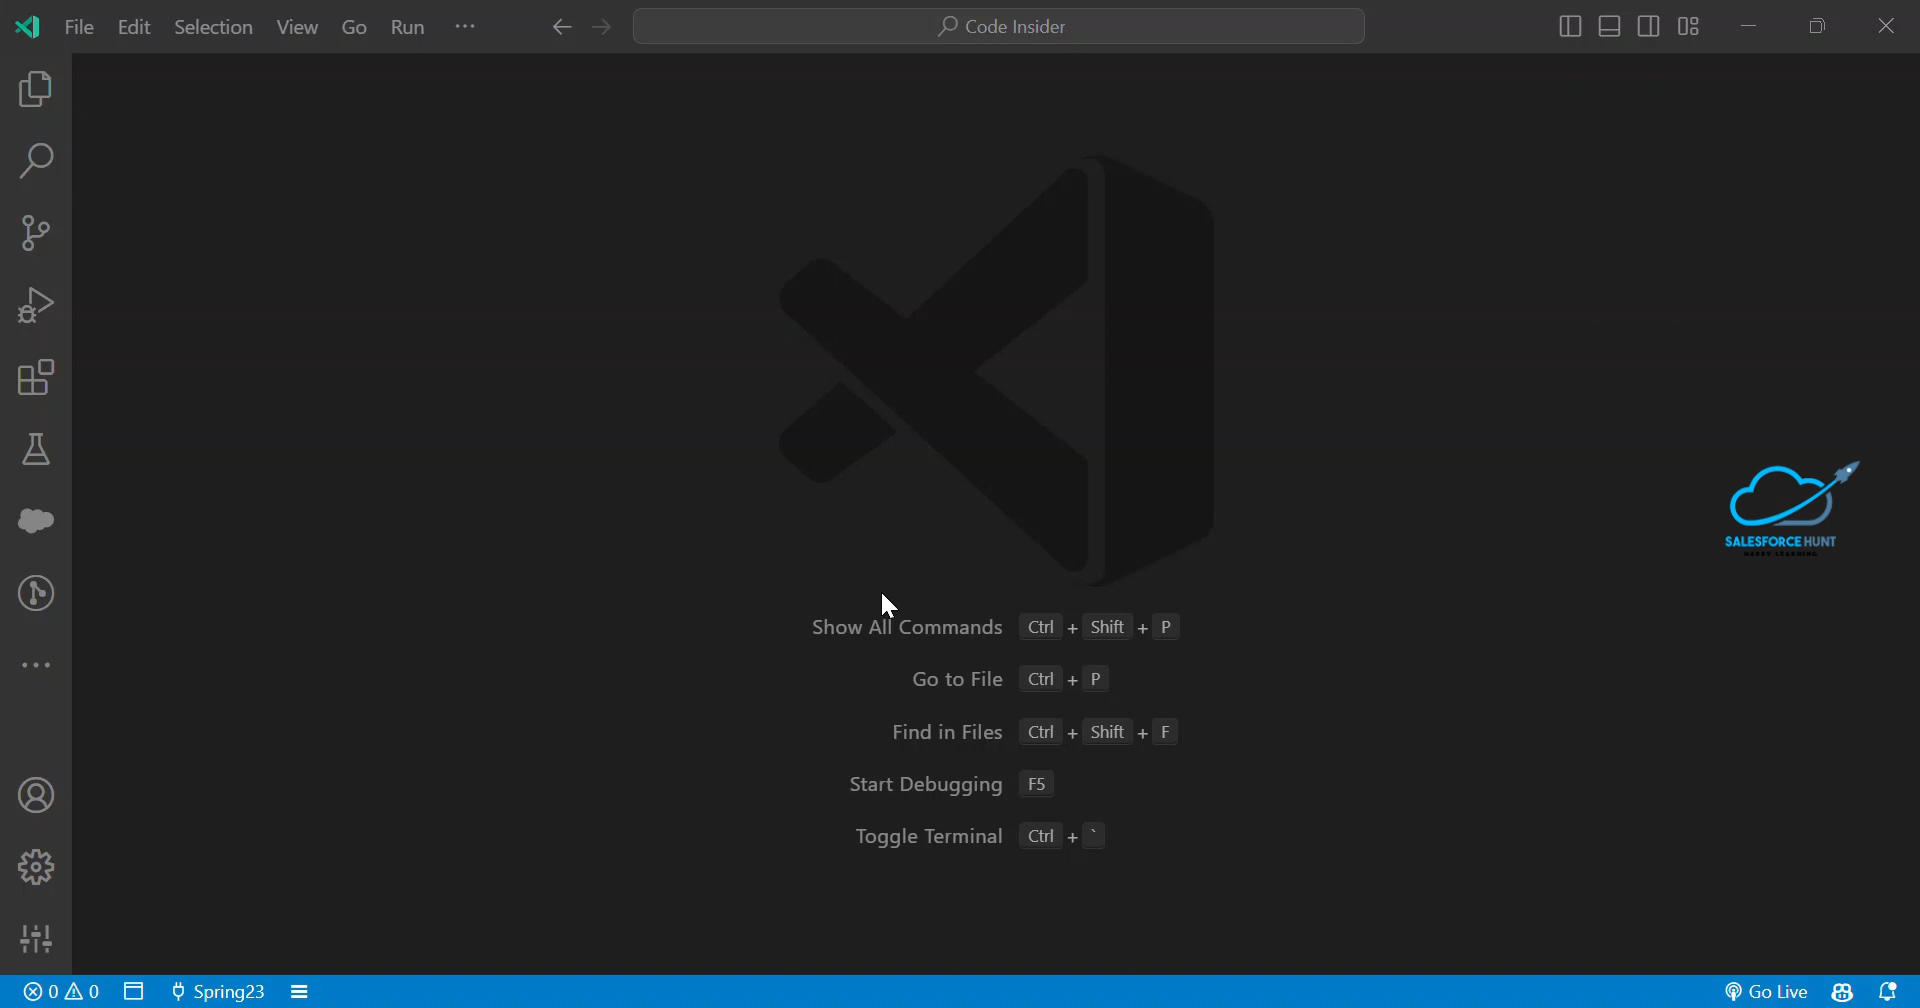 File Edit Selection View Go Run ···
Code Insider
SALESFORCE HUNT
Show All Commands Ctrl + Shift + P
Go to File Ctrl + P
Find in Files Ctrl + Shift + F
Start Debugging F5
Toggle Terminal Ctrl + `
0 0 Spring23 Go Live